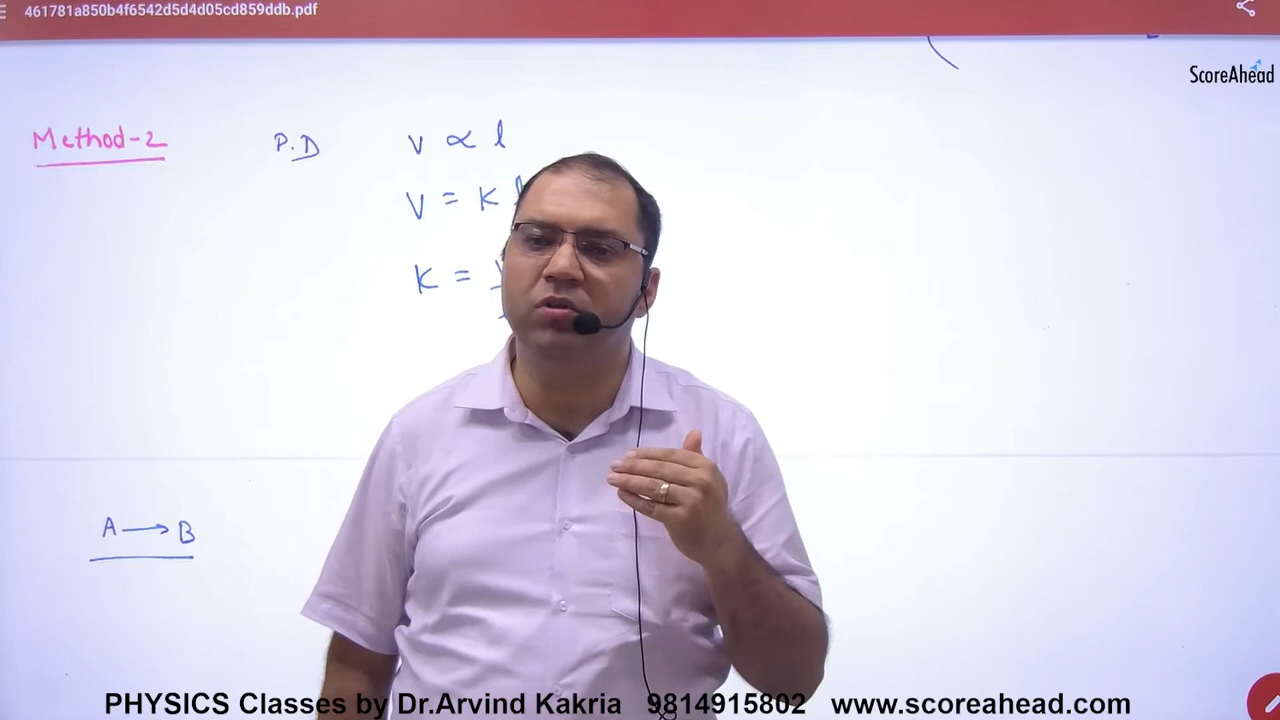 461781a850b4f6542d5d4d05cd859ddb.pdf
ScoreAhead
Method-2 P.D V ∝ l
V = K
K =
A → B
PHYSICS Classes by Dr.Arvind Kakria 9814915802 www.scoreahead.com